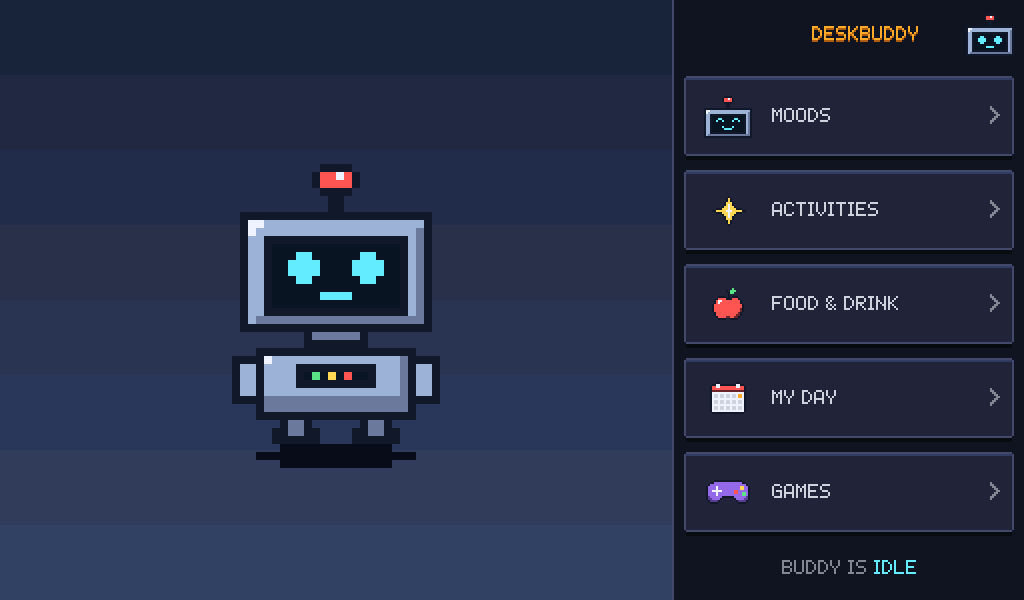 DESKBUDDY
MOODS
ACTIVITIES
FOOD & DRINK
MY DAY
GAMES
BUDDY IS IDLE